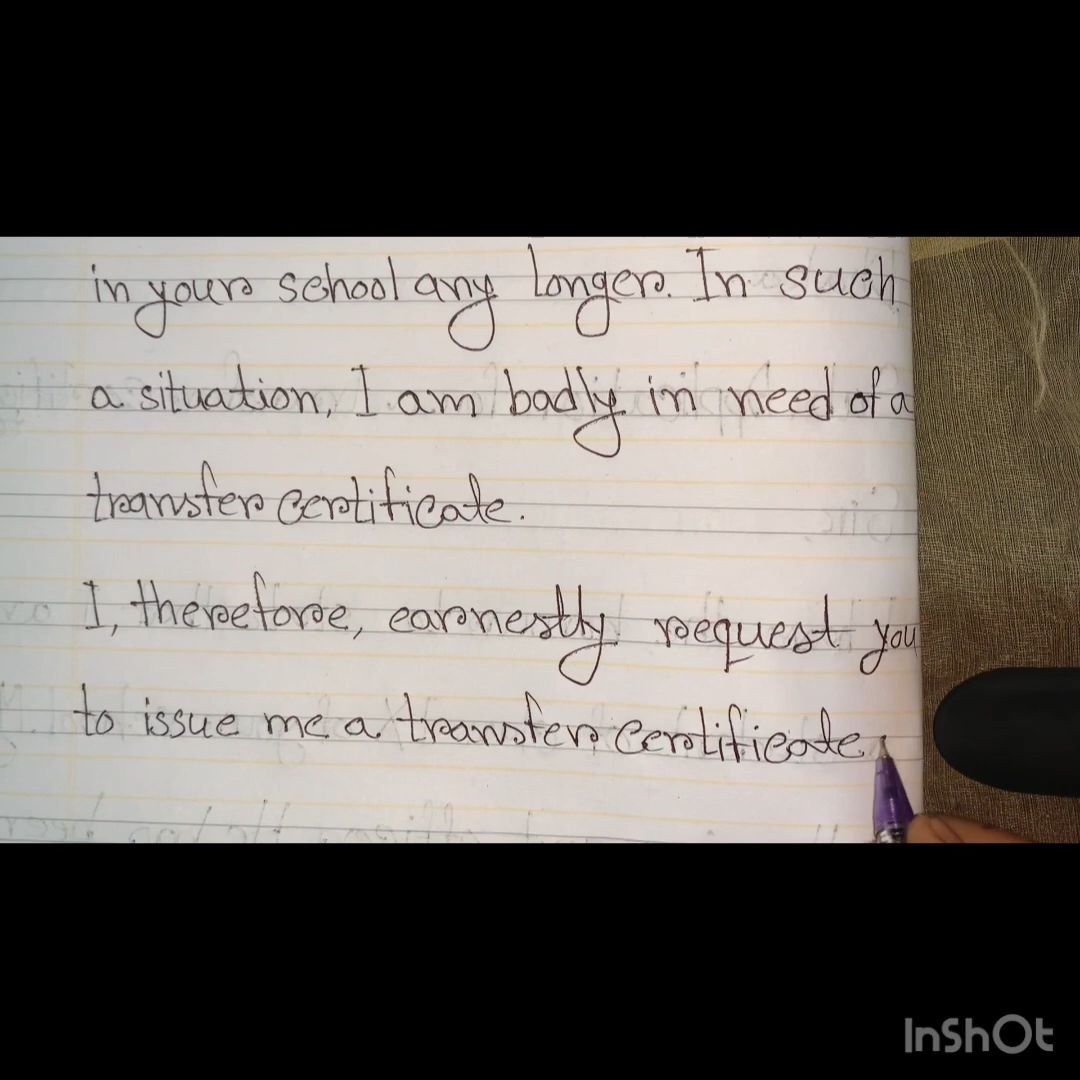 in your school any longer. In such
a situation, I am badly in need of a
transfer certificate.
I, therefore, earnestly request you
to issue me a transfer certificate.
InShOt